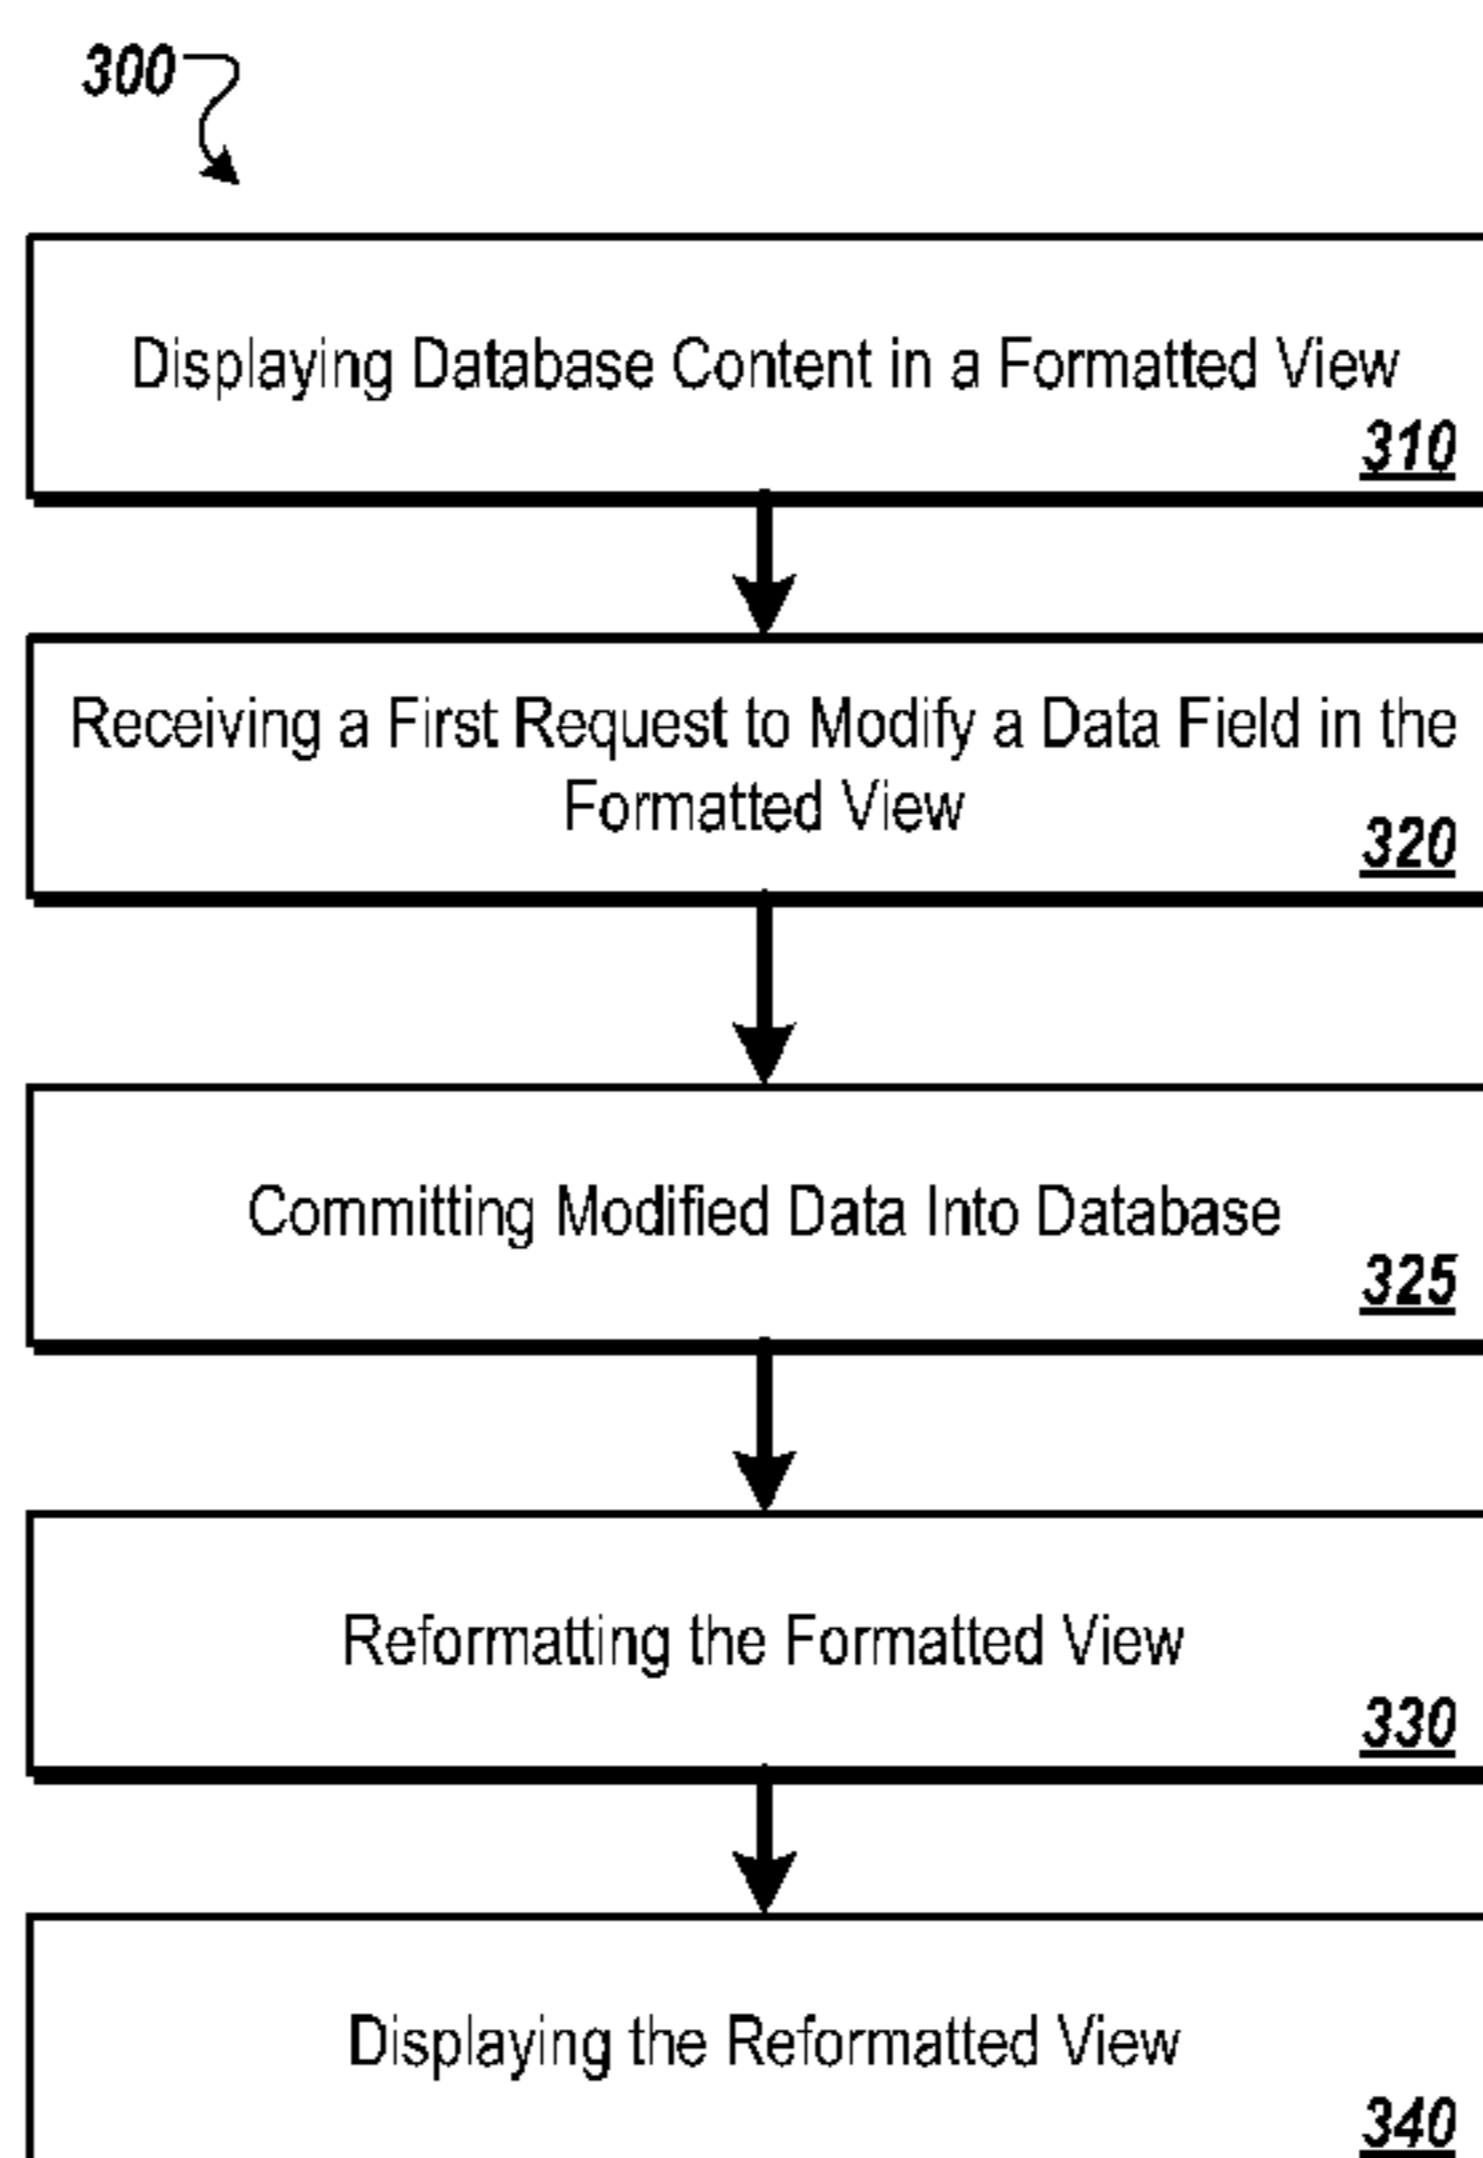 300
Displaying Database Content in a Formatted View
310
Receiving a First Request to Modify a Data Field in the
Formatted View
320
Committing Modified Data Into Database
325
Reformatting the Formatted View
330
Displaying the Reformatted View
340